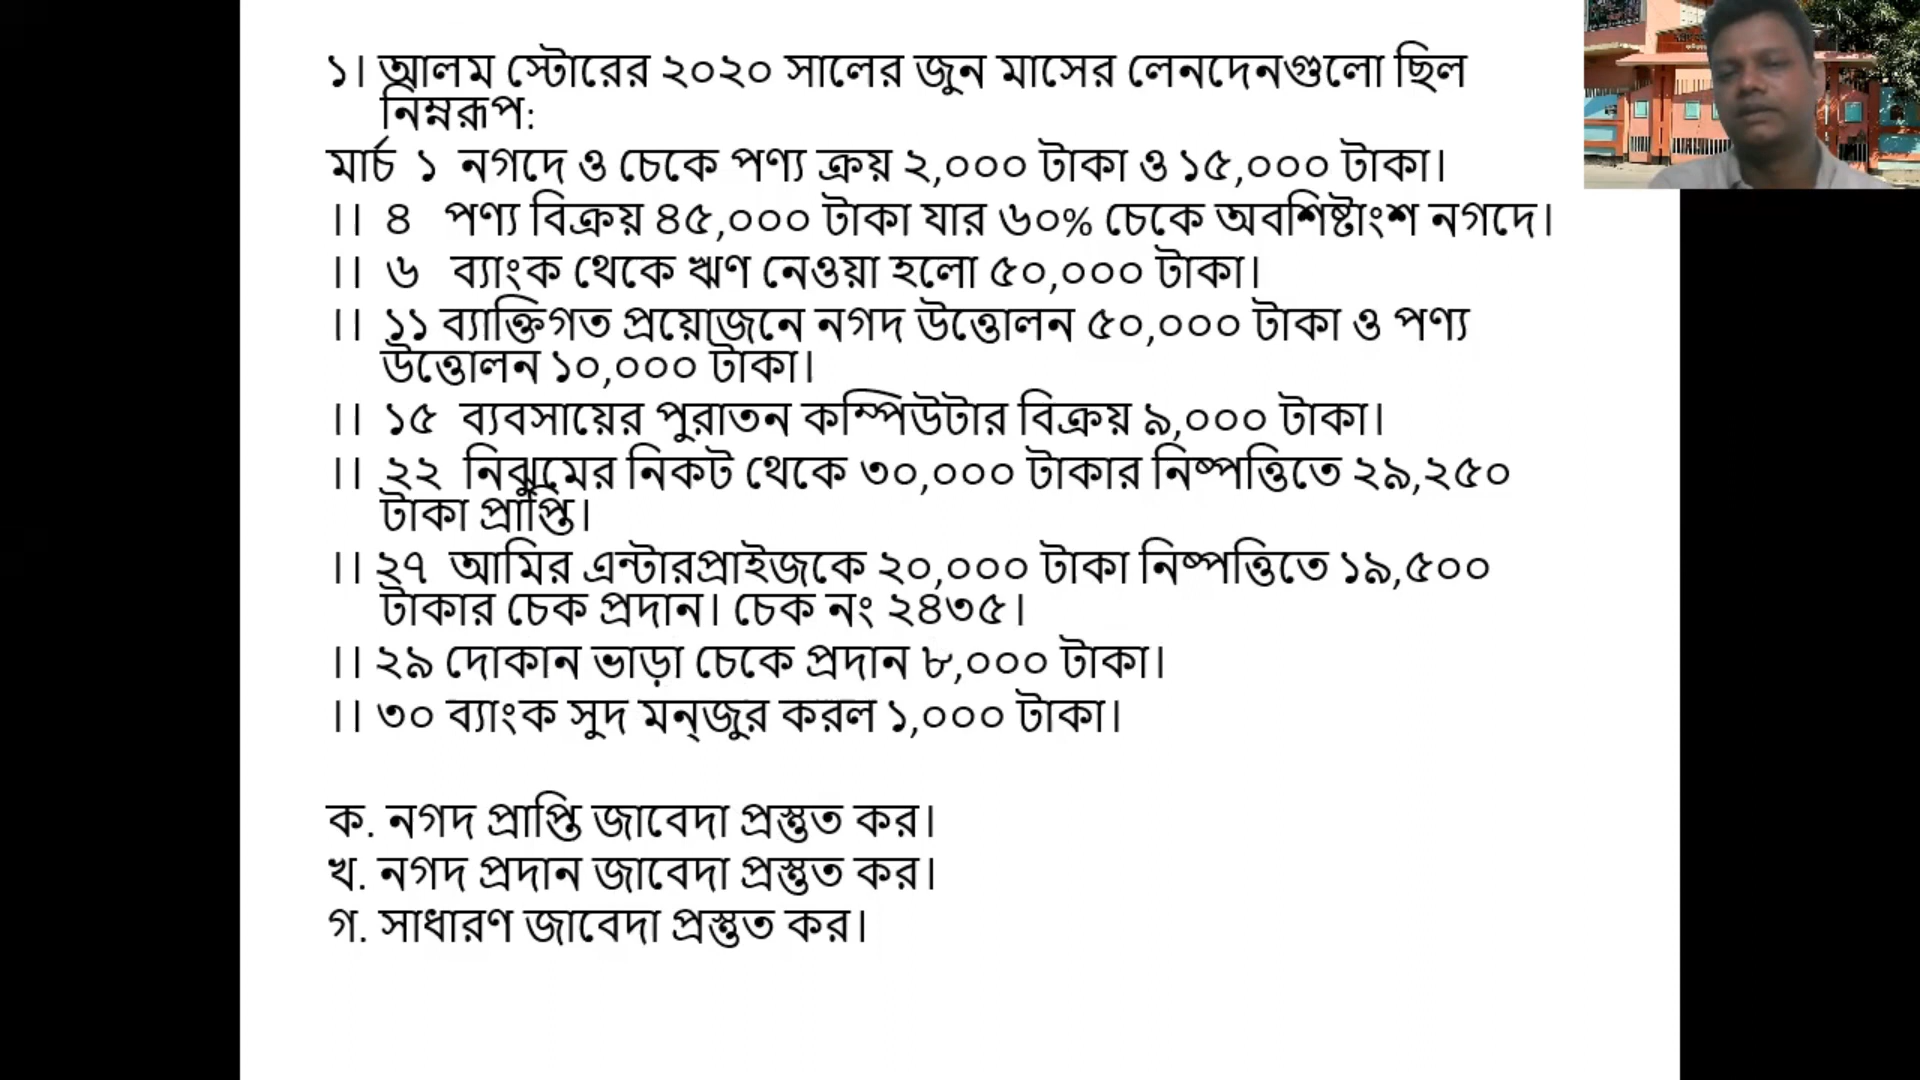 ১। আলম স্টোরের ২০২০ সালের জুন মাসের লেনদেনগুলো ছিল
নিম্নরূপ:
মার্চ ১ নগদে ও চেকে পণ্য ক্রয় ২,০০০ টাকা ও ১৫,০০০ টাকা।
।। ৪ পণ্য বিক্রয় ৪৫,০০০ টাকা যার ৬০% চেকে অবশিষ্টাংশ নগদে।
।। ৬ ব্যাংক থেকে ঋণ নেওয়া হলো ৫০,০০০ টাকা।
।। ১১ ব্যাক্তিগত প্রয়োজনে নগদ উত্তোলন ৫০,০০০ টাকা ও পণ্য
উত্তোলন ১০,০০০ টাকা।
।। ১৫ ব্যবসায়ের পুরাতন কম্পিউটার বিক্রয় ৯,০০০ টাকা।
।। ২২ নিঝুমের নিকট থেকে ৩০,০০০ টাকার নিষ্পত্তিতে ২৯,২৫০
টাকা প্রাপ্তি।
।। ২৭ আমির এন্টারপ্রাইজকে ২০,০০০ টাকা নিষ্পত্তিতে ১৯,৫০০
টাকার চেক প্রদান। চেক নং ২৪৩৫।
।। ২৯ দোকান ভাড়া চেকে প্রদান ৮,০০০ টাকা।
।। ৩০ ব্যাংক সুদ মন্‌জুর করল ১,০০০ টাকা।
ক. নগদ প্রাপ্তি জাবেদা প্রস্তুত কর।
খ. নগদ প্রদান জাবেদা প্রস্তুত কর।
গ. সাধারণ জাবেদা প্রস্তুত কর।